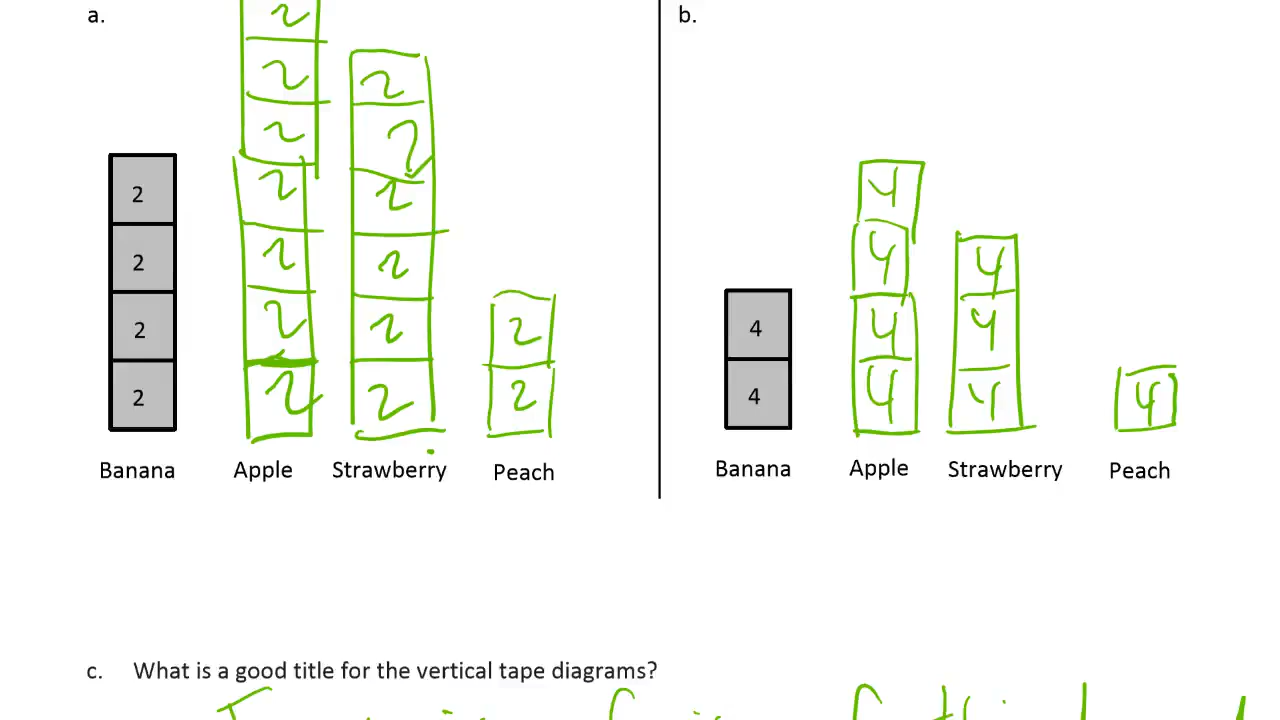 a.
b.
2
2 2
2 ?
2 2 2 4
2 2 2 4 4
2 2 2 2 4 4 4
2 2 2 2 4 4 4 4
Banana Apple Strawberry Peach
Banana Apple Strawberry Peach
c. What is a good title for the vertical tape diagrams?